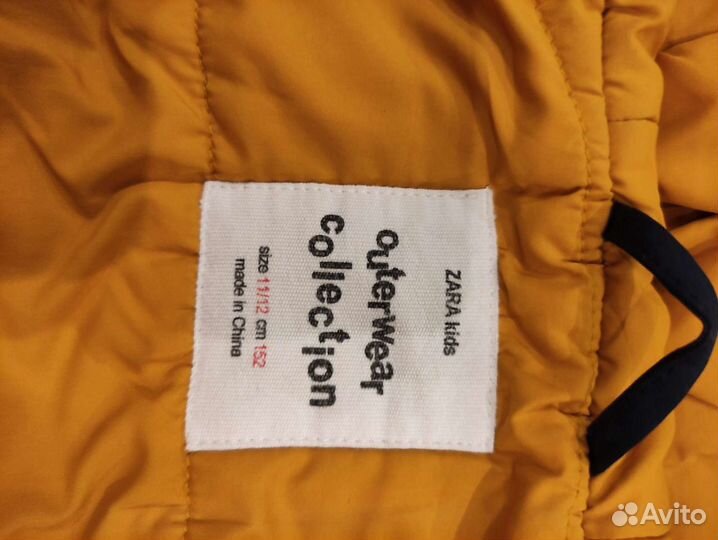 ZARA kids
outerwear
collection
size 11/12 cm 152
made in China
Avito